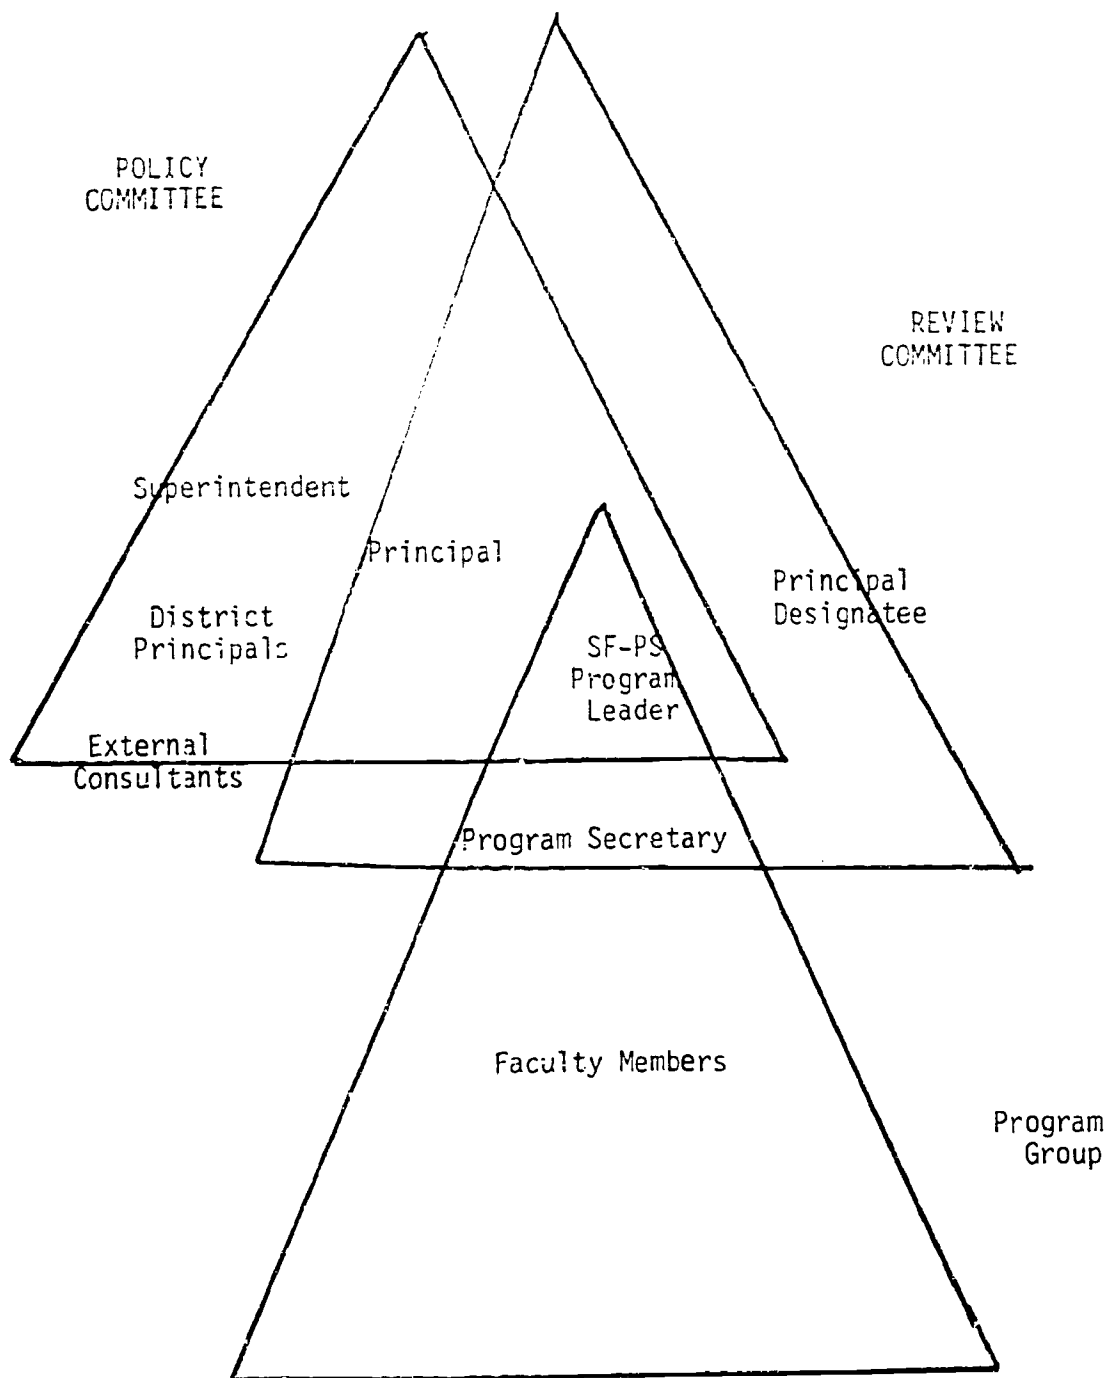 POLICY
COMMITTEE
REVIEW
COMMITTEE
Superintendent
Principal
Principal
Designatee
District
Principals
SF-PS
Program
Leader
External
Consultants
Program Secretary
Faculty Members
Program
Group